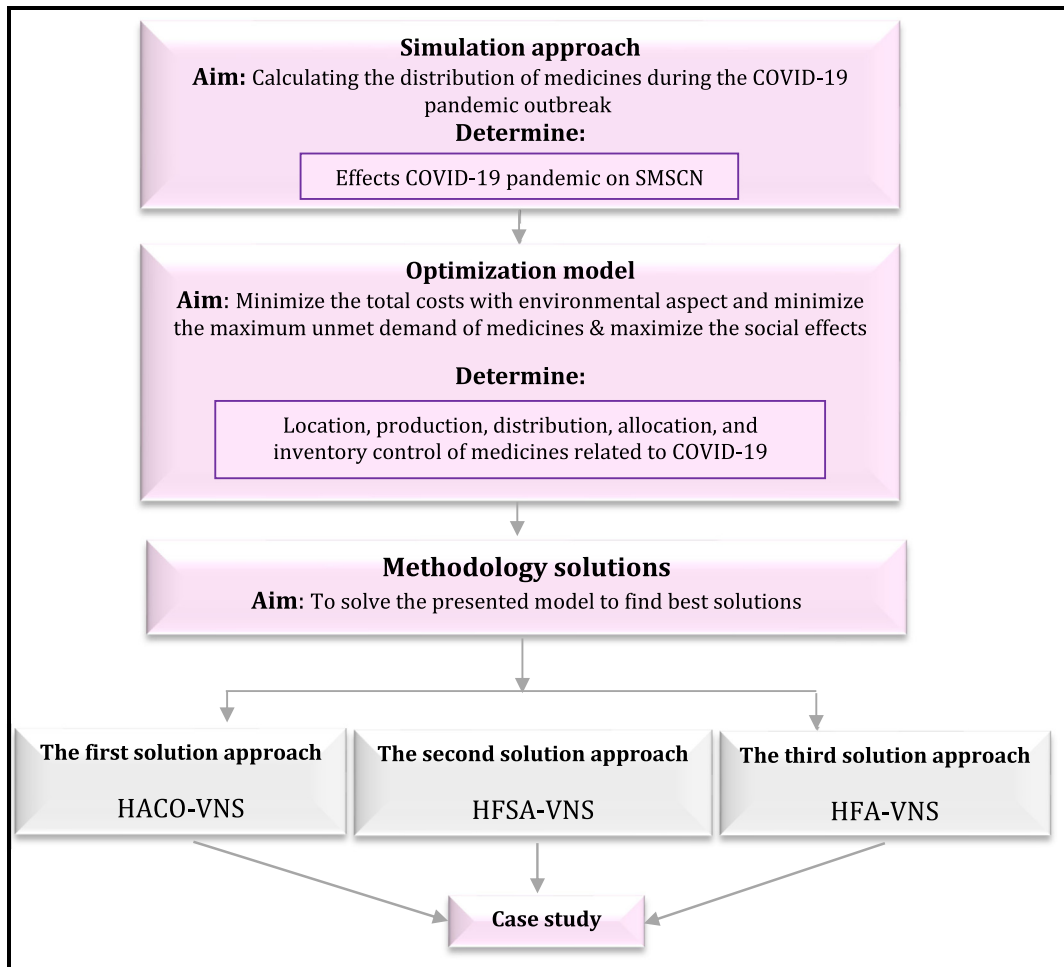 Simulation approach
Aim: Calculating the distribution of medicines during the COVID-19
pandemic outbreak
Determine:
Effects COVID-19 pandemic on SMSCN
Optimization model
Aim: Minimize the total costs with environmental aspect and minimize
the maximum unmet demand of medicines & maximize the social effects
Determine:
Location, production, distribution, allocation, and
inventory control of medicines related to COVID-19
Methodology solutions
Aim: To solve the presented model to find best solutions
The first solution approach
HACO-VNS
The second solution approach
HFSA-VNS
The third solution approach
HFA-VNS
Case study